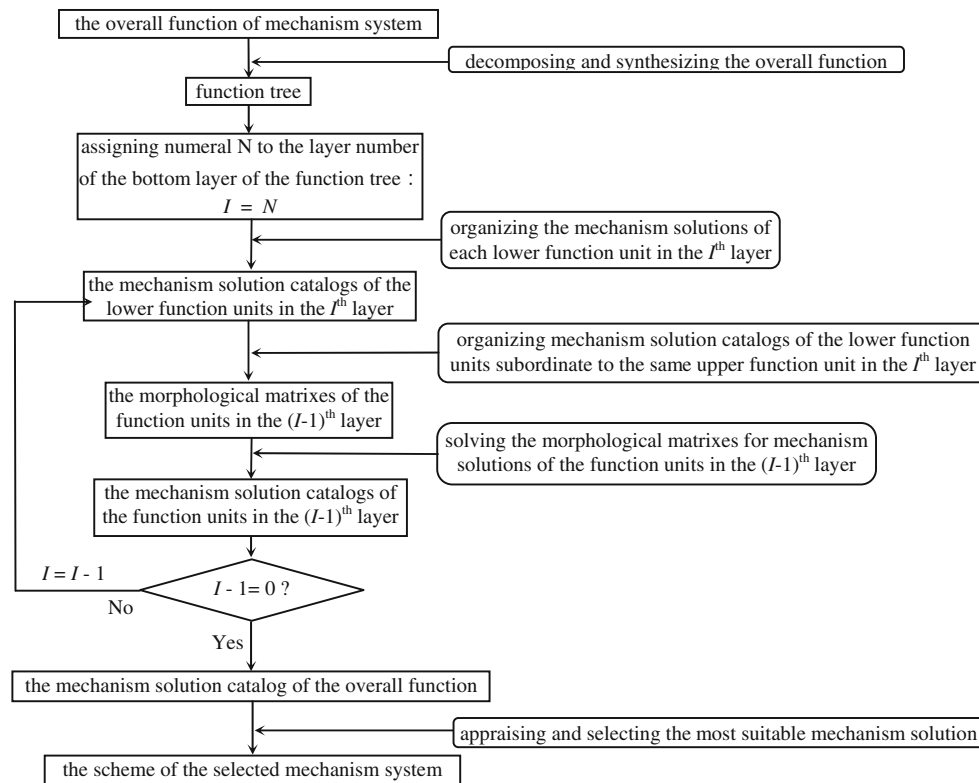 the overall function of mechanism system
decomposing and synthesizing the overall function
function tree
assigning numeral N to the layer number
of the bottom layer of the function tree：
I = N
organizing the mechanism solutions of
each lower function unit in the Ith layer
the mechanism solution catalogs of the
lower function units in the Ith layer
organizing mechanism solution catalogs of the lower function
units subordinate to the same upper function unit in the Ith layer
the morphological matrixes of the
function units in the (I-1)th layer
solving the morphological matrixes for mechanism
solutions of the function units in the (I-1)th layer
the mechanism solution catalogs of
the function units in the (I-1)th layer
I = I - 1
I - 1= 0 ?
No
Yes
the mechanism solution catalog of the overall function
appraising and selecting the most suitable mechanism solution
the scheme of the selected mechanism system